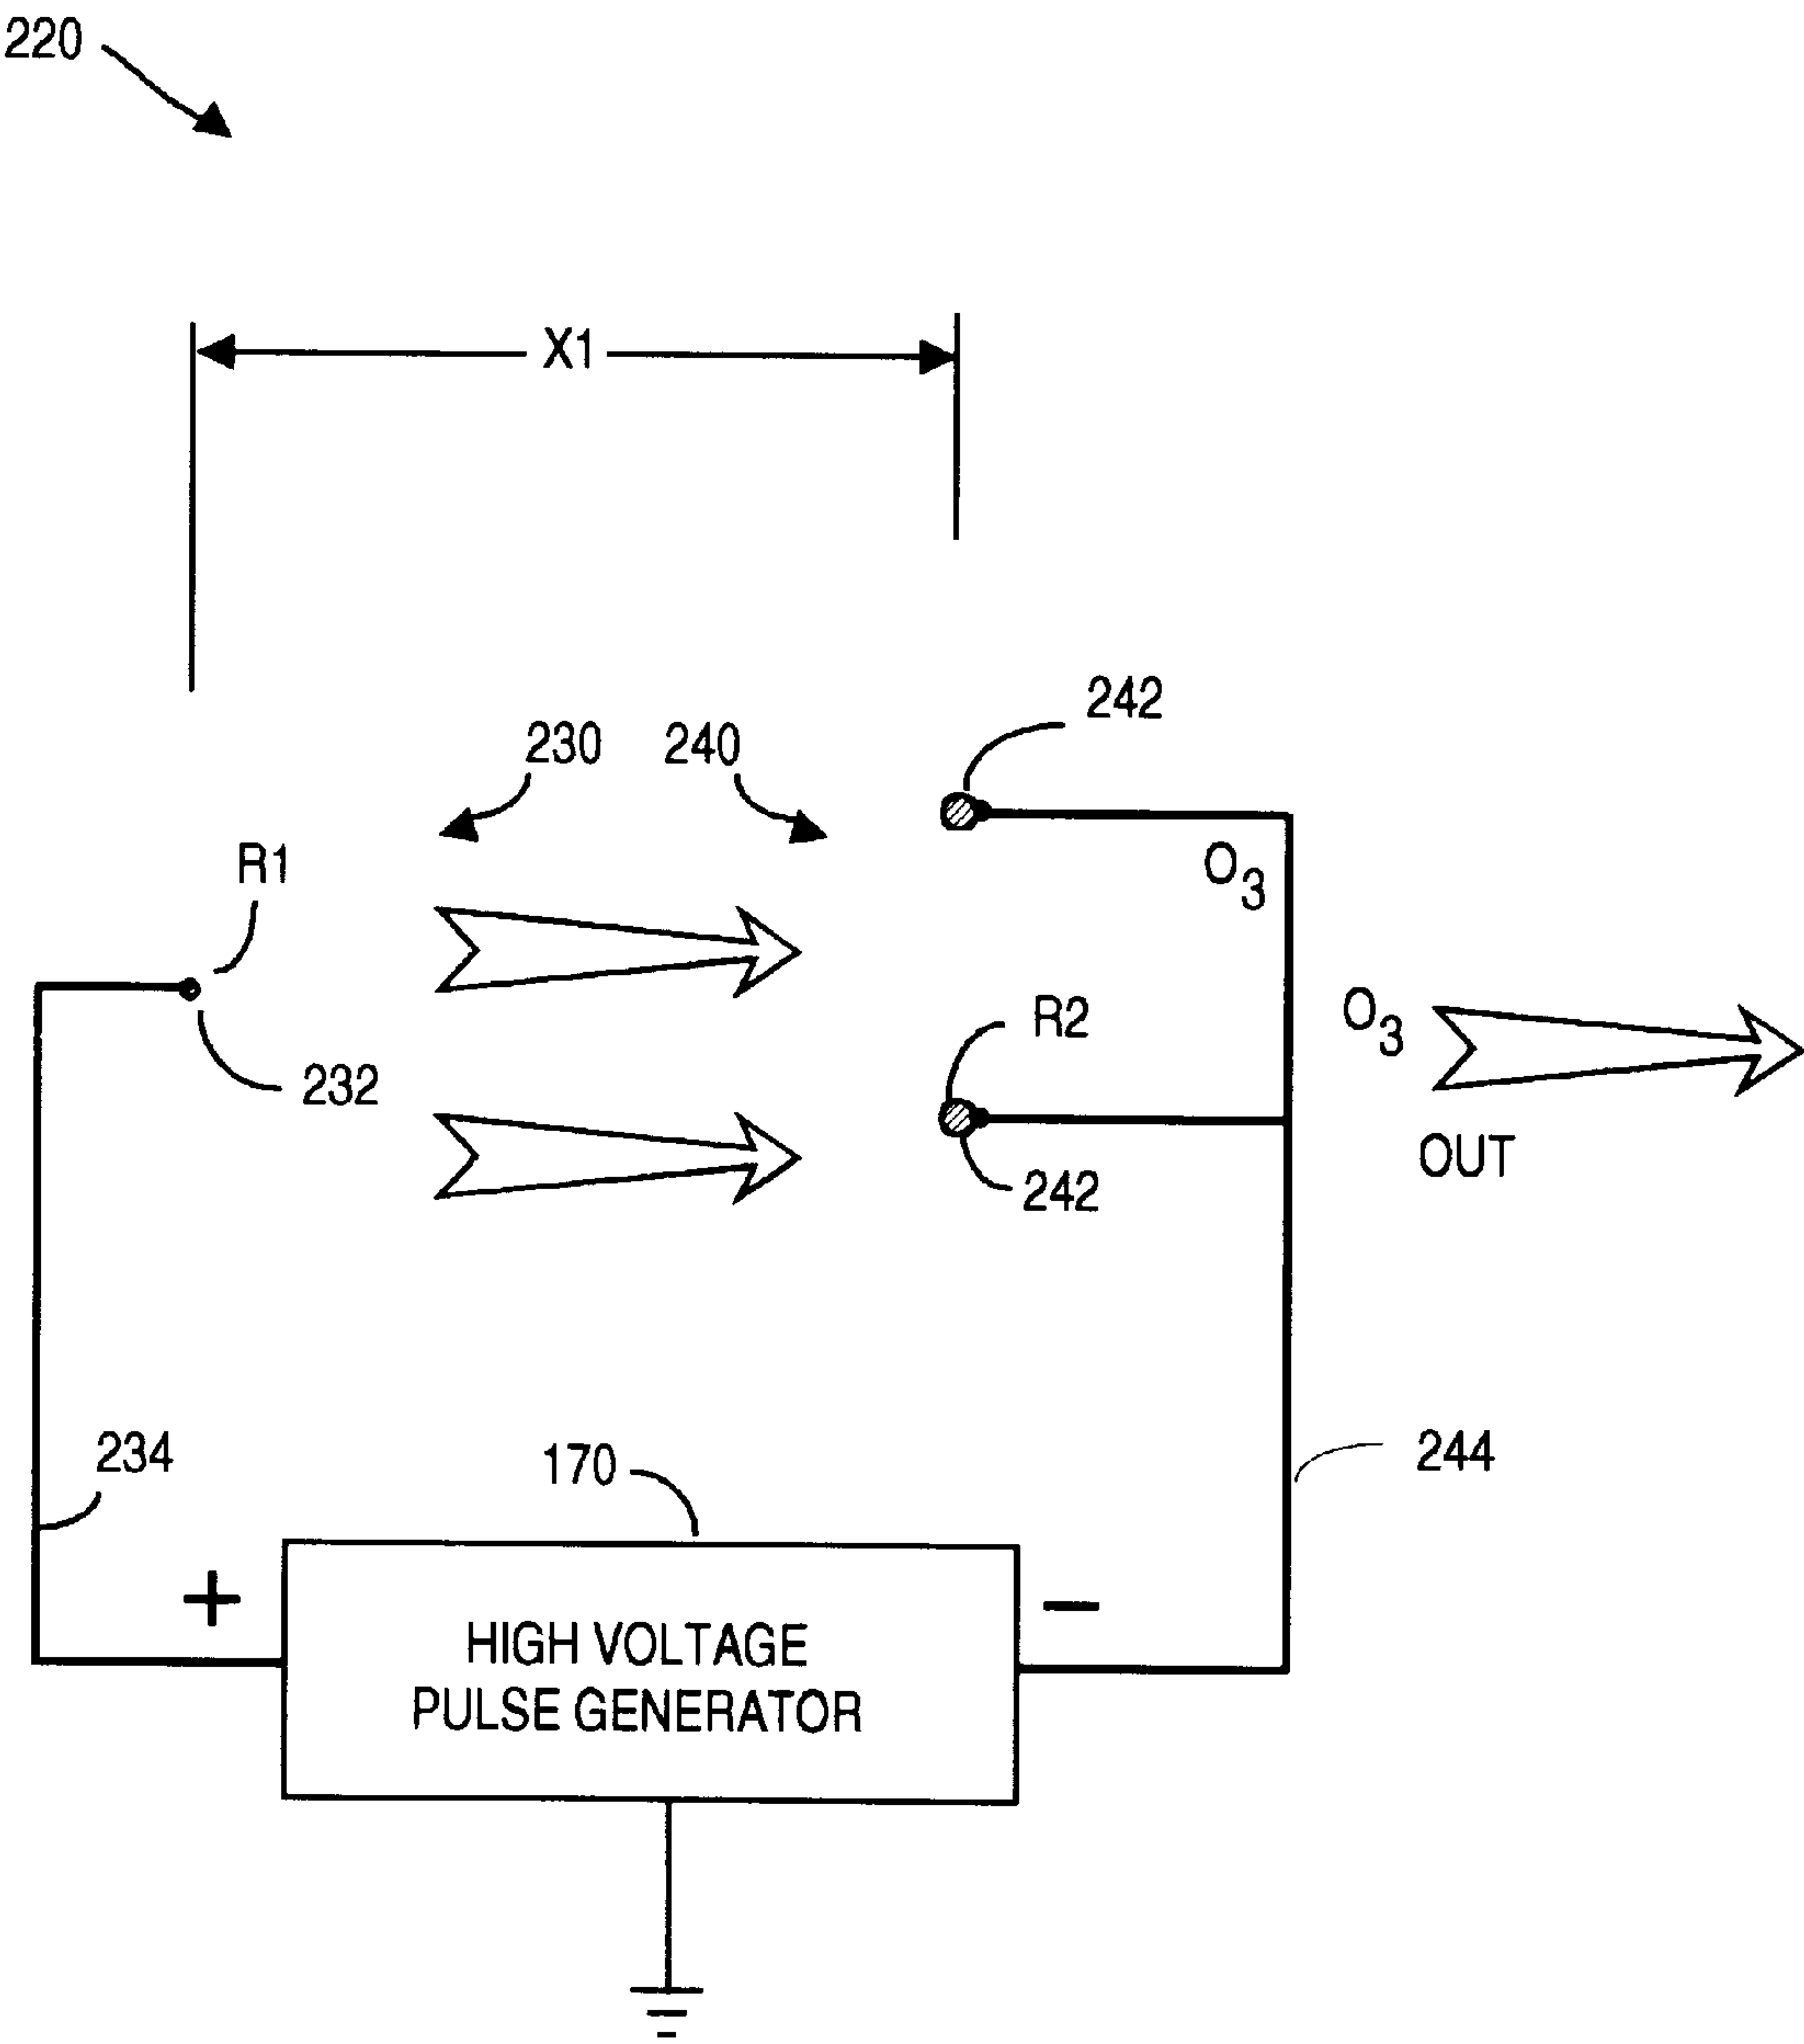 220
X1
242
230
240
R1
O3
R2
O3
232
OUT
242
234
170
244
+
−
HIGH VOLTAGE
PULSE GENERATOR